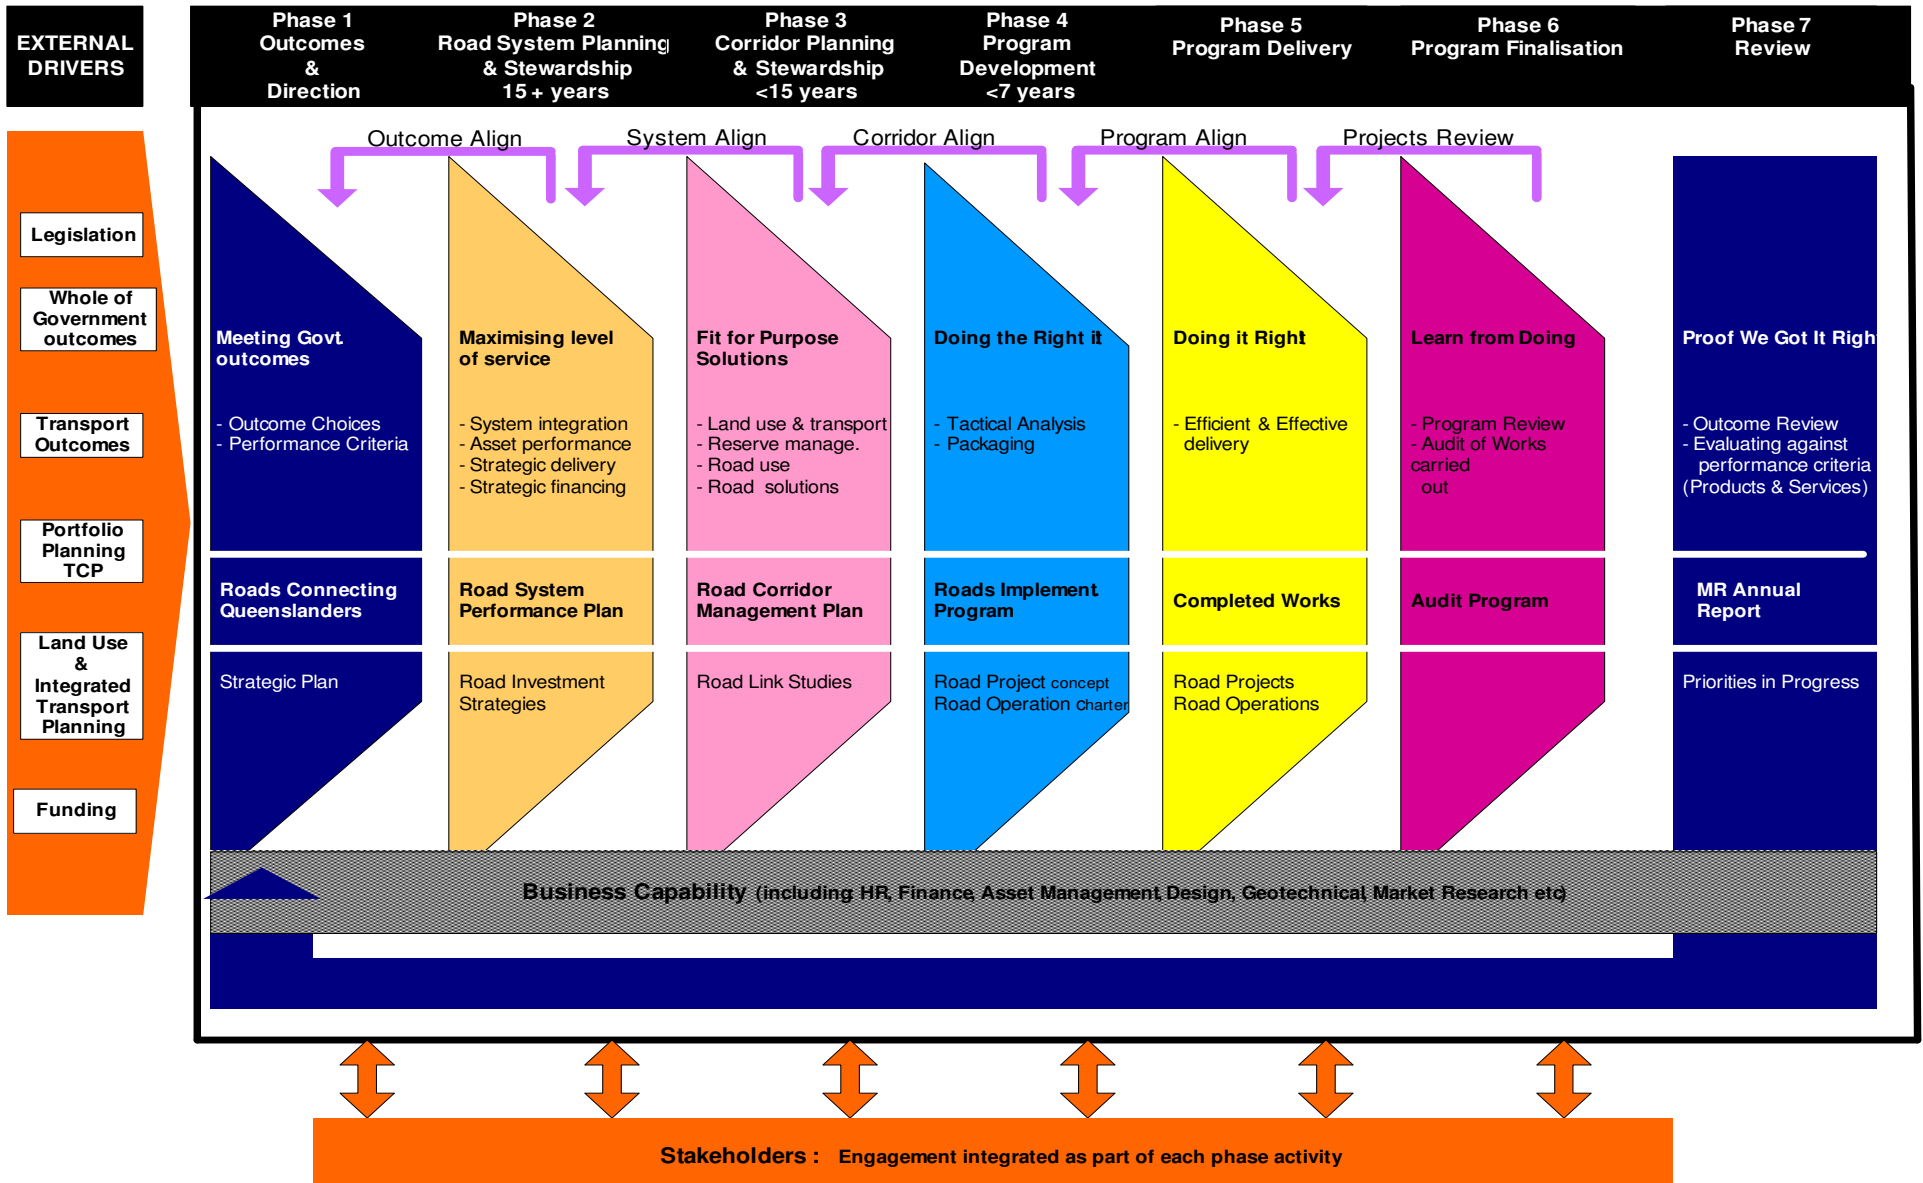 EXTERNAL
DRIVERS
Phase 1
Outcomes
&
Direction
Phase 2
Road System Planning
& Stewardship
15 + years
Phase 3
Corridor Planning
& Stewardship
<15 years
Phase 4
Program
Development
<7 years
Phase 5
Program Delivery
Phase 6
Program Finalisation
Phase 7
Review
Legislation
Whole of
Government
outcomes
Transport
Outcomes
Portfolio
Planning
TCP
Land Use
&
Integrated
Transport
Planning
Funding
Outcome Align
System Align
Corridor Align
Program Align
Projects Review
Meeting Govt.
outcomes
- Outcome Choices
- Performance Criteria
Roads Connecting
Queenslanders
Strategic Plan
Maximising level
of service
- System integration
- Asset performance
- Strategic delivery
- Strategic financing
Road System
Performance Plan
Road Investment
Strategies
Fit for Purpose
Solutions
- Land use & transport
- Reserve manage.
- Road use
- Road solutions
Road Corridor
Management Plan
Road Link Studies
Doing the Right it
- Tactical Analysis
- Packaging
Roads Implement.
Program
Road Project concept
Road Operation charter
Doing it Right
- Efficient & Effective
delivery
Completed Works
Road Projects
Road Operations
Learn from Doing
- Program Review
- Audit of Works
carried
out
Audit Program
Proof We Got It Righ
- Outcome Review
- Evaluating against
performance criteria
(Products & Services)
MR Annual
Report
Priorities in Progress
Business Capability (including HR, Finance, Asset Management, Design, Geotechnical, Market Research etc)
Stakeholders : Engagement integrated as part of each phase activity